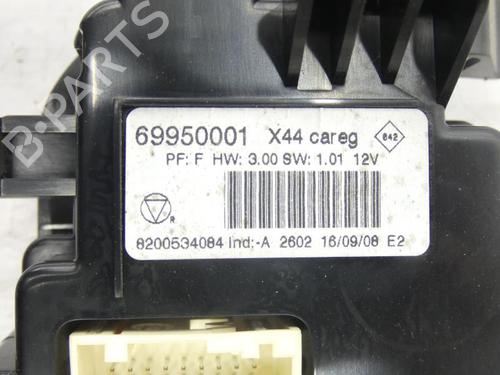 B-PARTS
69950001 X44 careg 842
PF: F HW: 3.00 SW: 1.01 12V
R
8200534084 Ind:-A 2602 16/09/08 E2